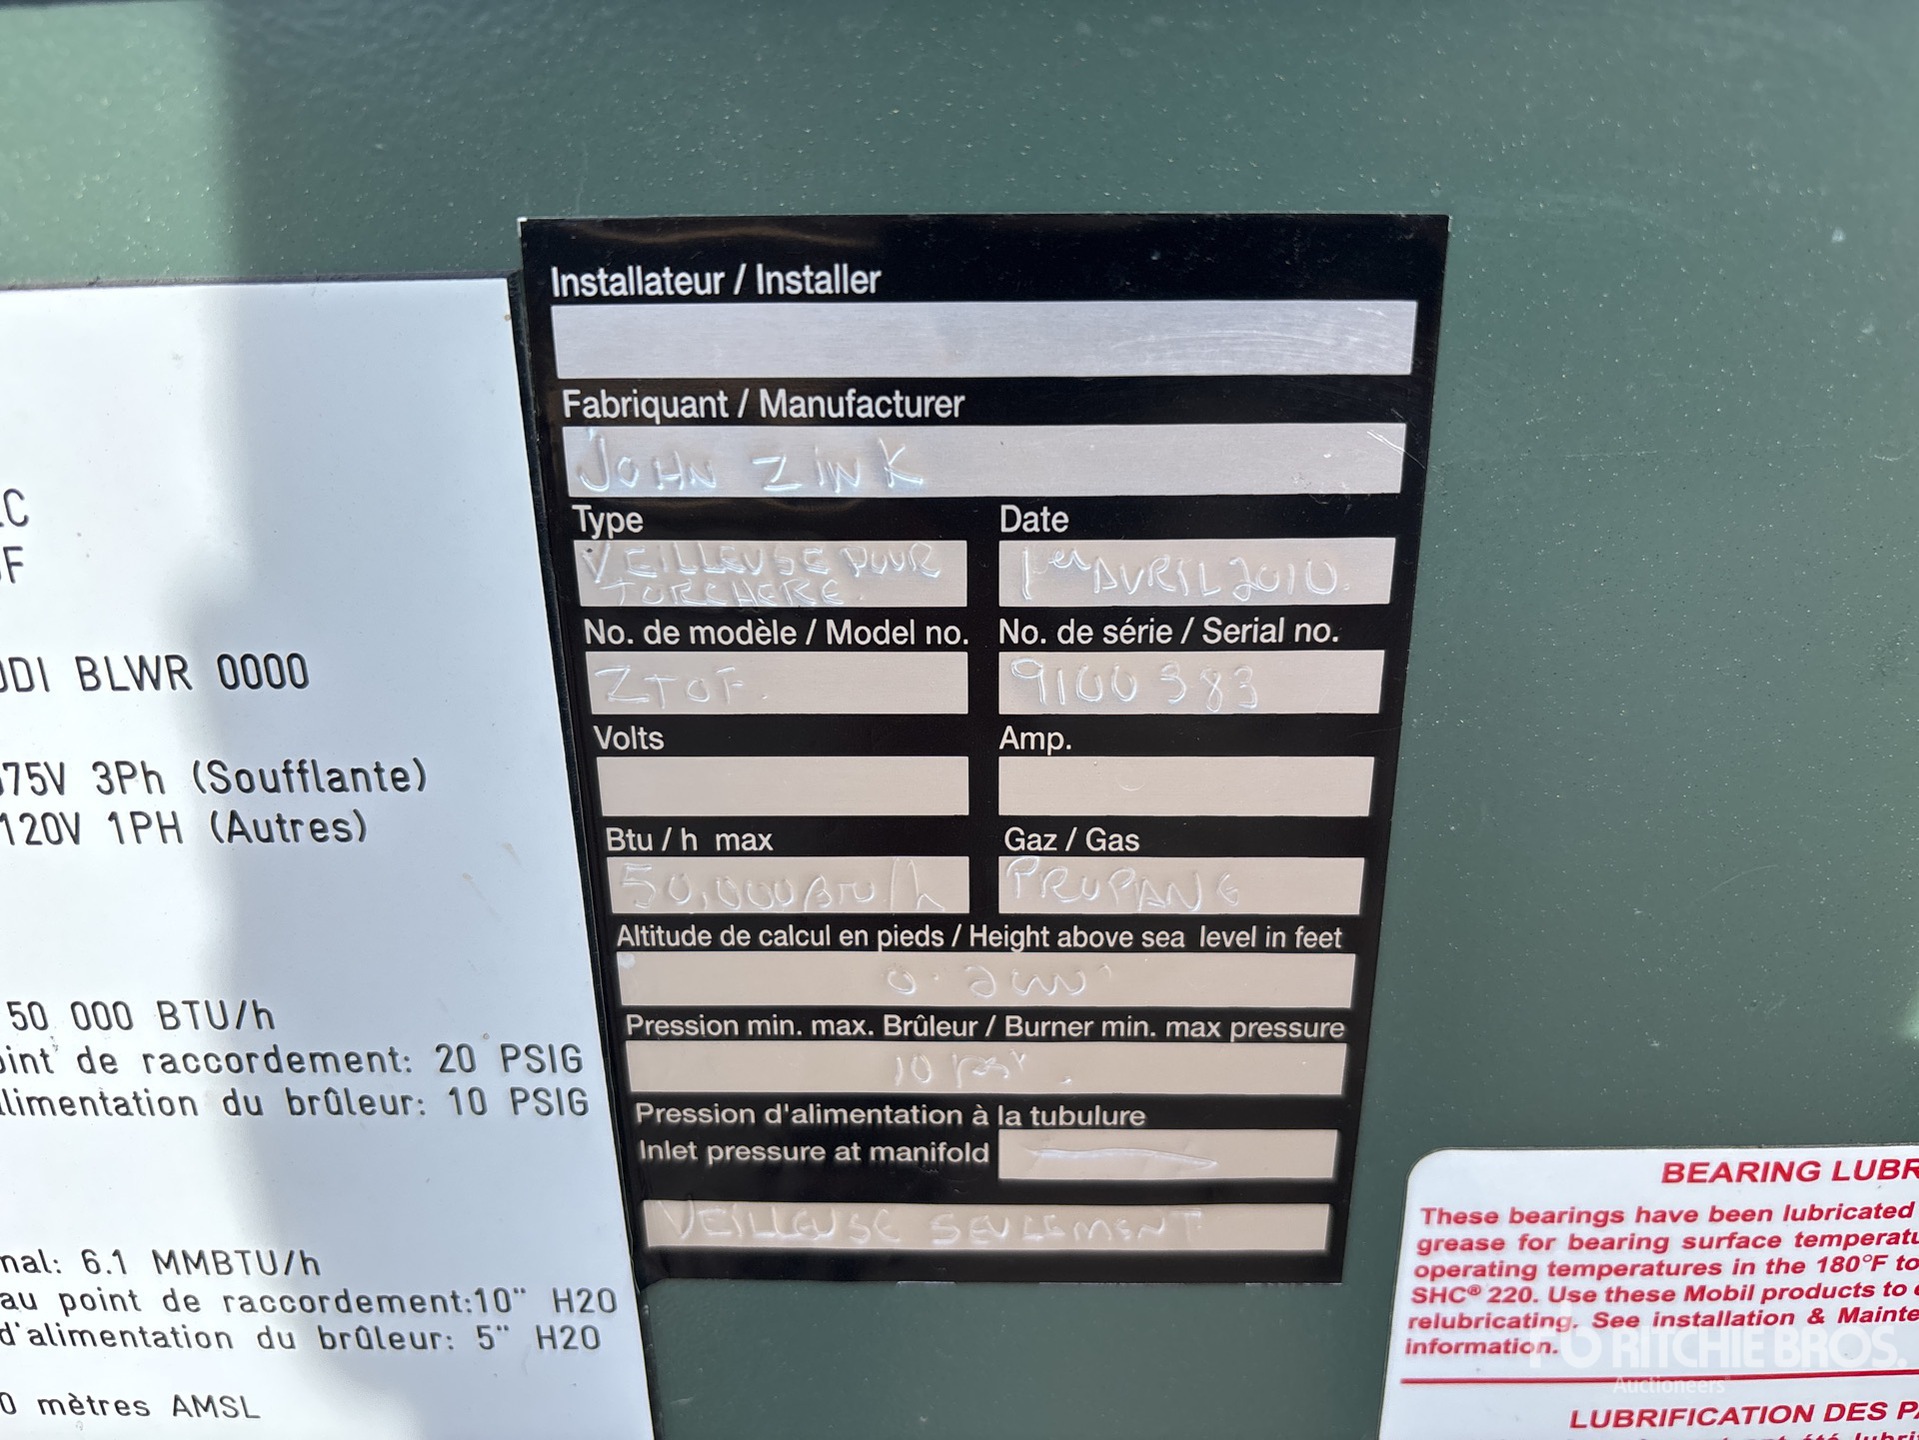 LC
F
ODI BLWR 0000
75V 3Ph (Soufflante)
120V 1PH (Autres)
50 000 BTU/h
oint de raccordement: 20 PSIG
limentation du brûleur: 10 PSIG
nal: 6.1 MMBTU/h
au point de raccordement:10" H2O
d'alimentation du brûleur: 5" H2O
0 mètres AMSL
Installateur / Installer
Fabriquant / Manufacturer
JOHN ZINK
Type
VEILLEUSE POUR
TORCHERE.
Date
1er AVRIL 2010.
No. de modèle / Model no.
ZTOF.
No. de série / Serial no.
9100383
Volts
Amp.
Btu / h max
50,000 BTU/h
Gaz / Gas
PROPANE
Altitude de calcul en pieds / Height above sea level in feet
0-2000'
Pression min. max. Brûleur / Burner min. max pressure
10 psi.
Pression d'alimentation à la tubulure
Inlet pressure at manifold
VEILLEUSE SEULEMENT
BEARING LUBR
These bearings have been lubricated
grease for bearing surface temperatu
operating temperatures in the 180°F to
SHC® 220. Use these Mobil products to
relubricating. See installation & Mainte
information.
LUBRIFICATION DES PA
RITCHIE BROS.
Auctioneers